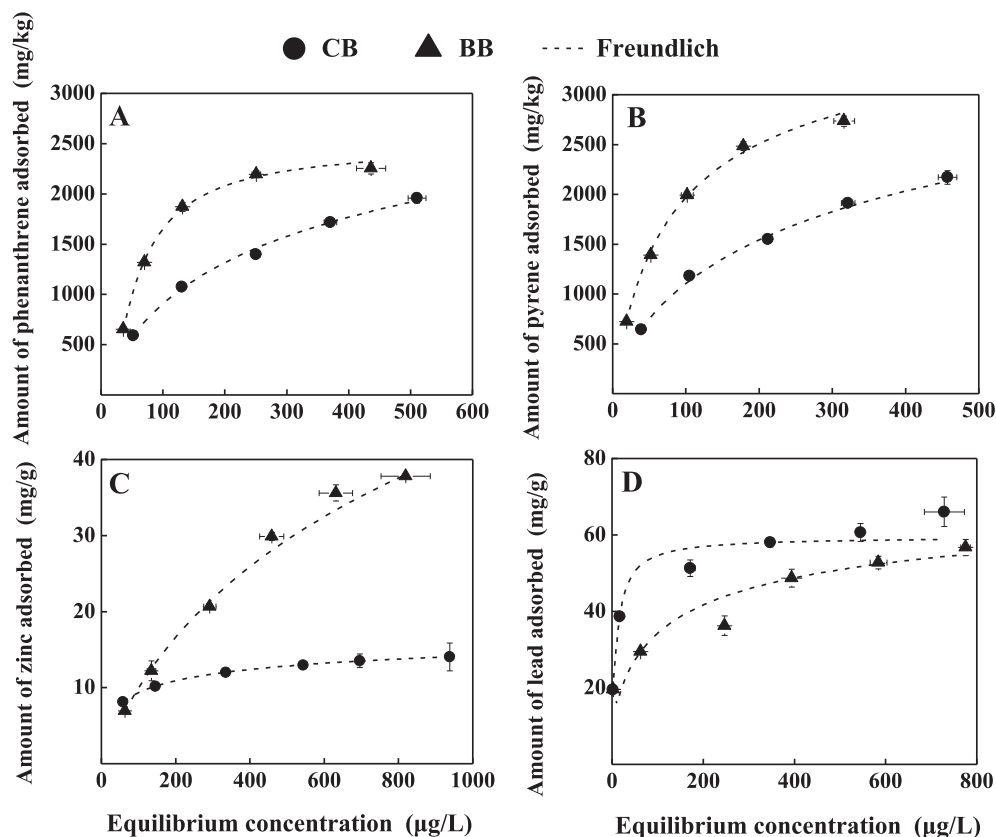 CB BB Freundlich
Amount of phenanthrene adsorbed (mg/kg)
3000
2500
2000
1500
1000
500
A
0 100 200 300 400 500 600
Amount of pyrene adsorbed (mg/kg)
3000
2500
2000
1500
1000
500
B
0 100 200 300 400 500
Amount of zinc adsorbed (mg/g)
40
30
20
10
0
C
0 200 400 600 800 1000
Equilibrium concentration (μg/L)
Amount of lead adsorbed (mg/g)
80
60
40
20
0
D
0 200 400 600 800
Equilibrium concentration (μg/L)